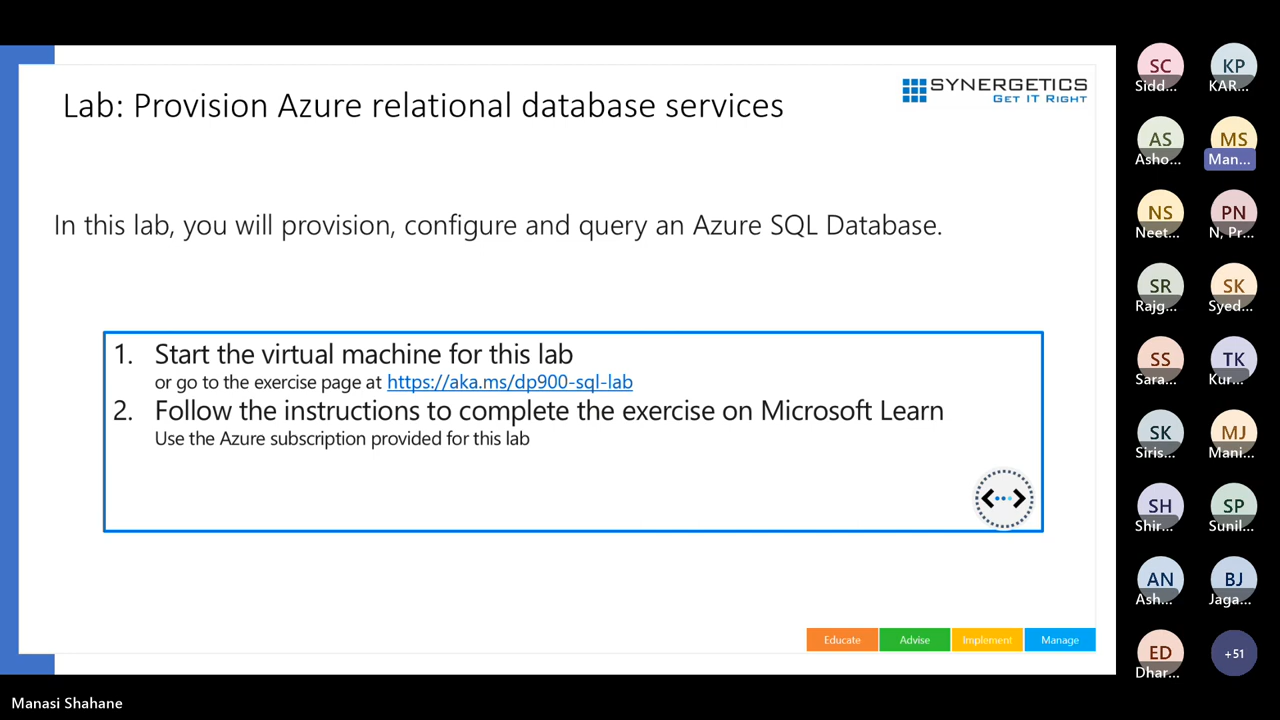 Lab: Provision Azure relational database services
SYNERGETICS
GET IT RIGHT
In this lab, you will provision, configure and query an Azure SQL Database.
1. Start the virtual machine for this lab
or go to the exercise page at https://aka.ms/dp900-sql-lab
2. Follow the instructions to complete the exercise on Microsoft Learn
Use the Azure subscription provided for this lab
Educate
Advise
Implement
Manage
SC
Sidd...
KP
KAR...
AS
Asho...
MS
Man...
NS
Neet...
PN
N, Pr...
SR
Rajg...
SK
Syed...
SS
Sara...
TK
Kur...
SK
Siris...
MJ
Mani...
SH
Shir...
SP
Sunil...
AN
Ash...
BJ
Jaga...
ED
Dhar...
+51
Manasi Shahane